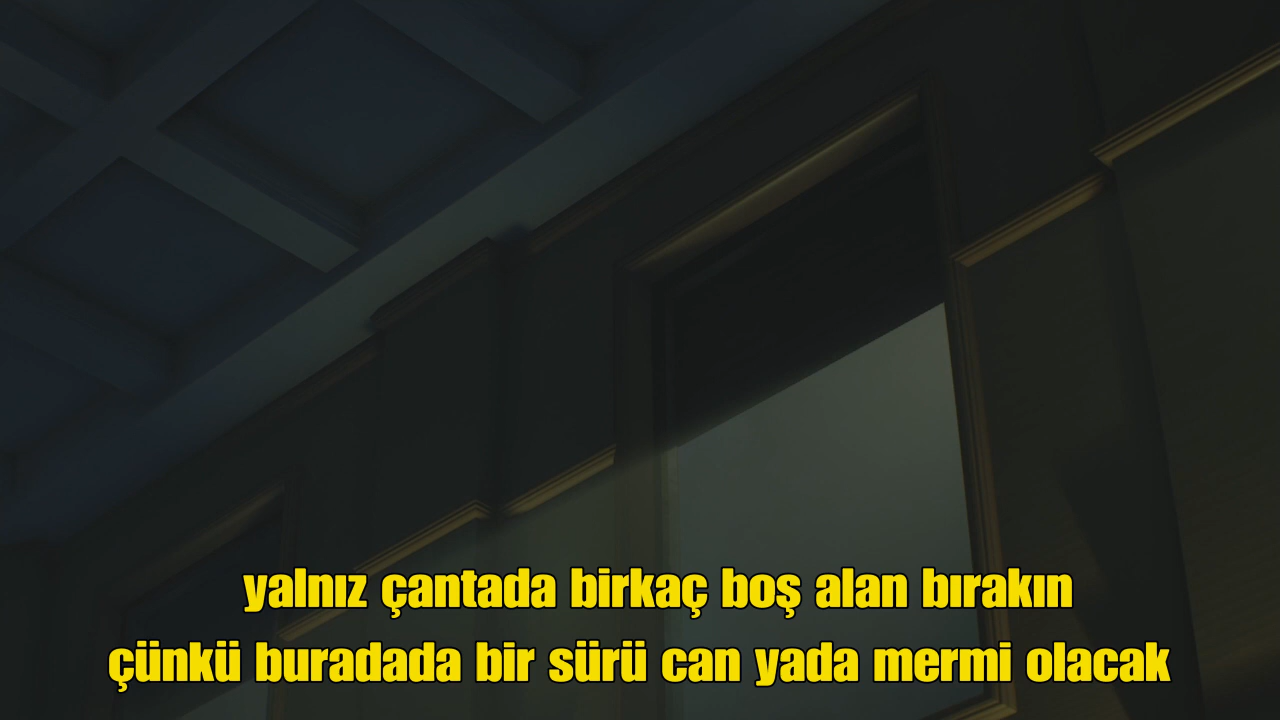 yalnız çantada birkaç boş alan bırakın
çünkü buradada bir sürü can yada mermi olacak